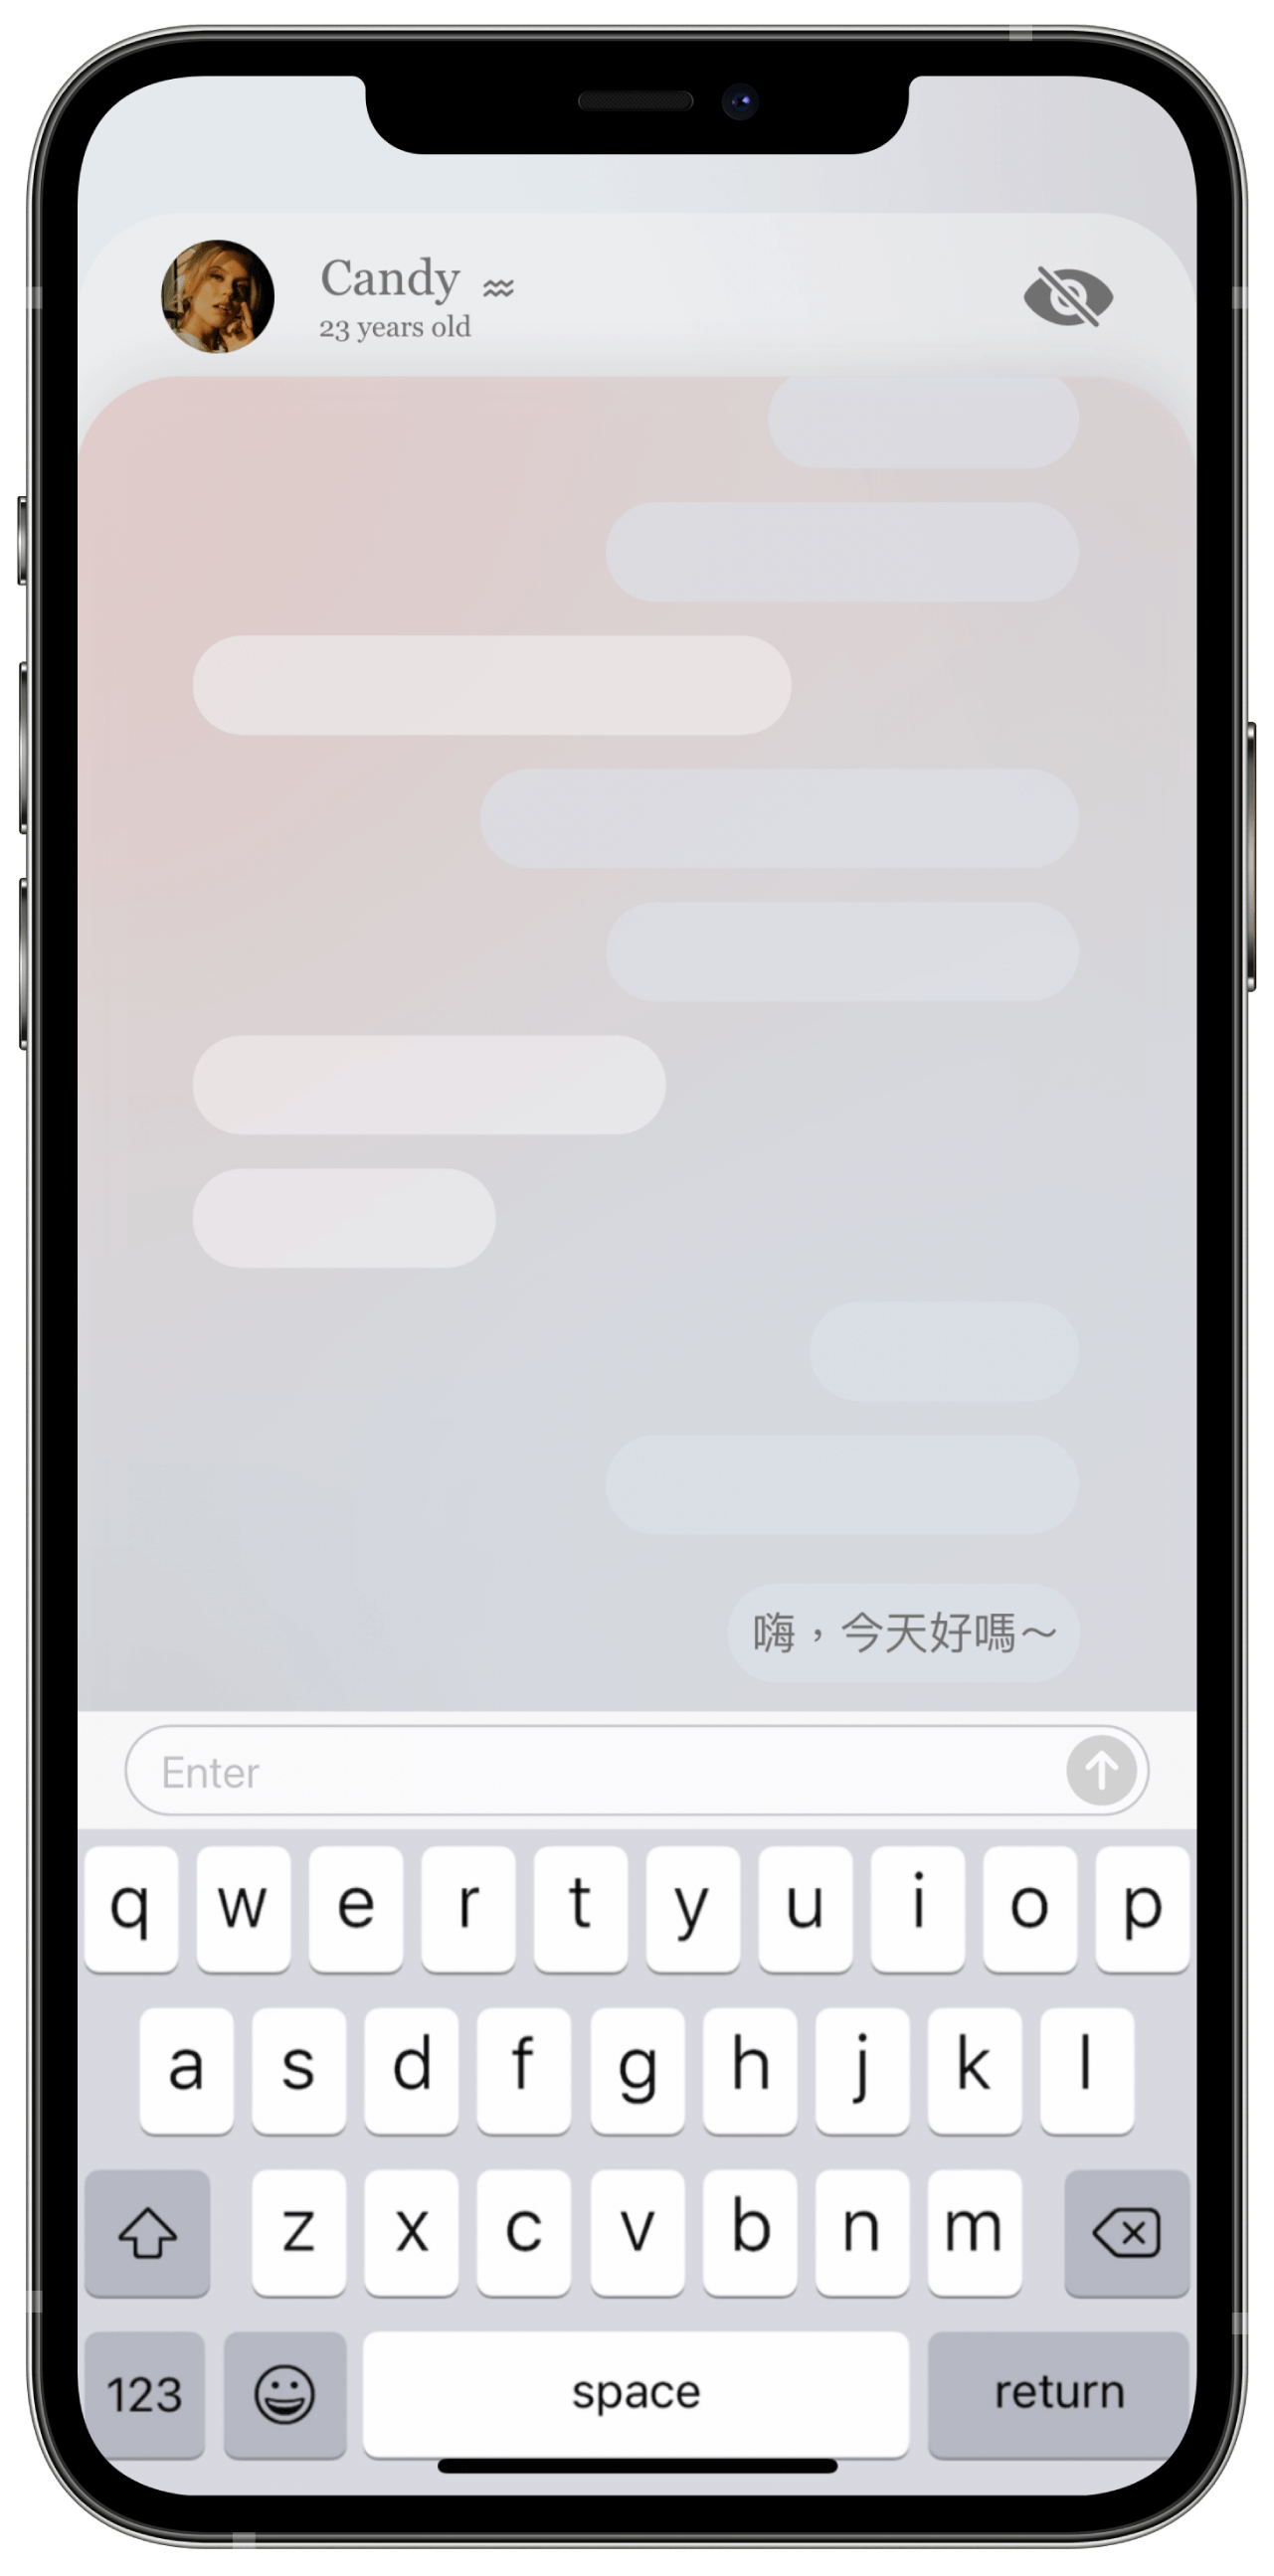 Candy
23 years old
嗨，今天好嗎～
Enter
q w e r t y u i o p
a s d f g h j k l
z x c v b n m
123 space return